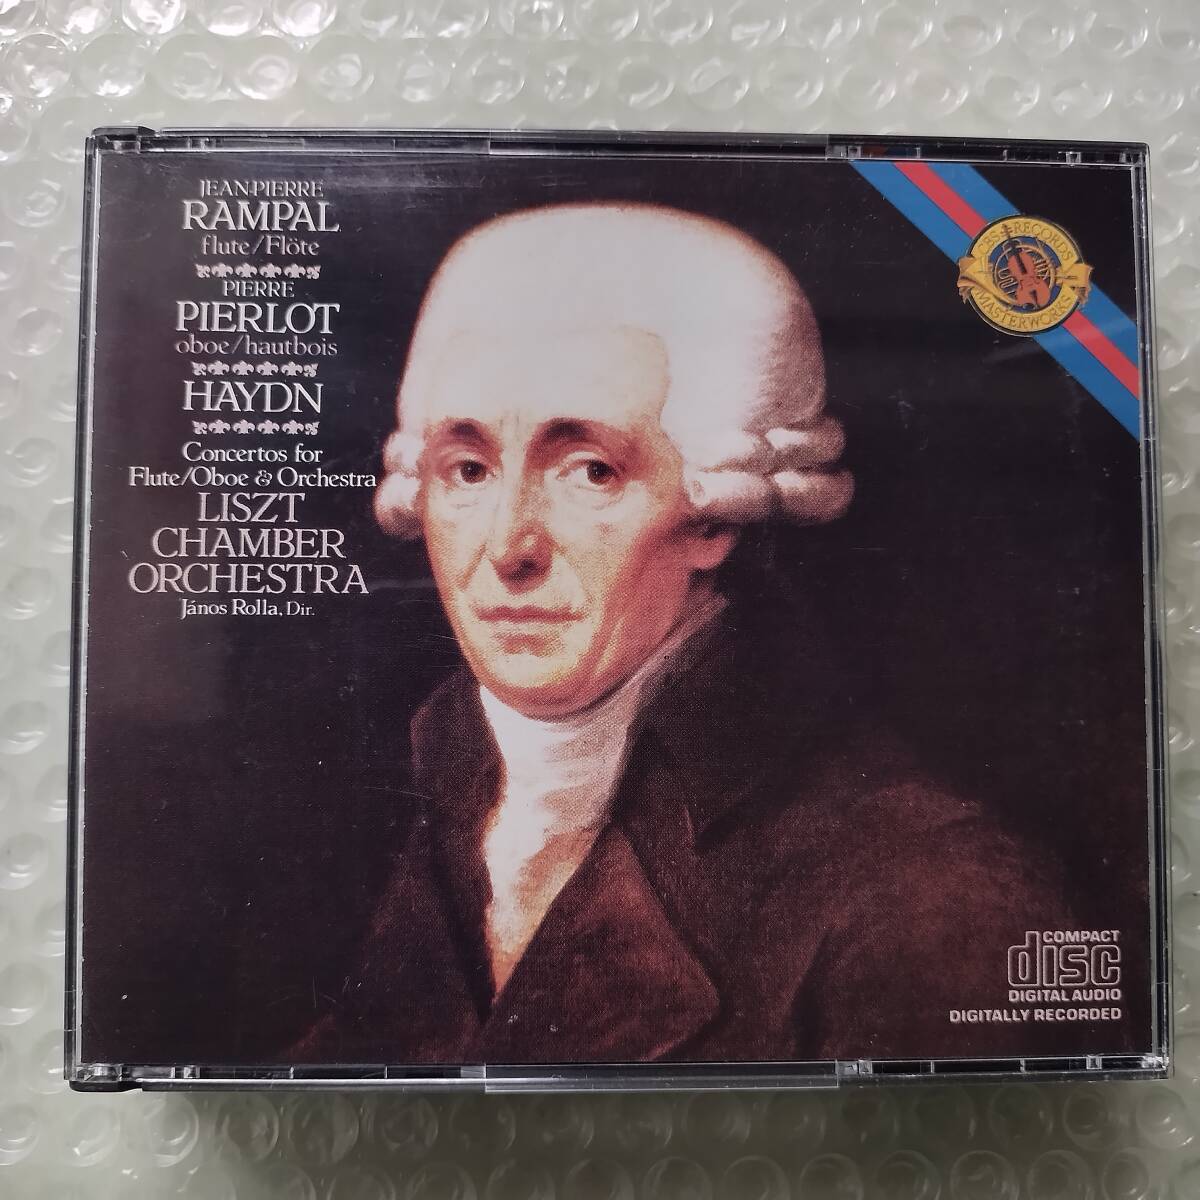 JEAN-PIERRE
RAMPAL
flute/Flöte
PIERRE
PIERLOT
oboe/hautbois
HAYDN
Concertos for
Flute/Oboe & Orchestra
LISZT
CHAMBER
ORCHESTRA
János Rolla, Dir.
CBS RECORDS
MASTERWORKS
COMPACT
disc
DIGITAL AUDIO
DIGITALLY RECORDED